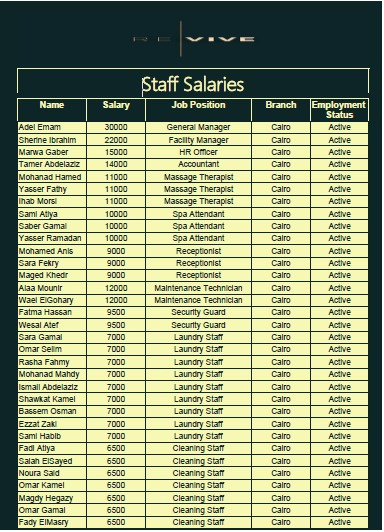 REVIVE
Staff Salaries
Name Salary Job Position Branch Employment Status
Adel Emam 30000 General Manager Cairo Active
Sherine Ibrahim 22000 Facility Manager Cairo Active
Marwa Gaber 15000 HR Officer Cairo Active
Tamer Abdelaziz 14000 Accountant Cairo Active
Mohanad Hamed 11000 Massage Therapist Cairo Active
Yasser Fathy 11000 Massage Therapist Cairo Active
Ihab Morsi 11000 Massage Therapist Cairo Active
Sami Atiya 10000 Spa Attendant Cairo Active
Saber Gamal 10000 Spa Attendant Cairo Active
Yasser Ramadan 10000 Spa Attendant Cairo Active
Mohamed Anis 9000 Receptionist Cairo Active
Sara Fekry 9000 Receptionist Cairo Active
Maged Khedr 9000 Receptionist Cairo Active
Alaa Mounir 12000 Maintenance Technician Cairo Active
Wael ElGohary 12000 Maintenance Technician Cairo Active
Fatma Hassan 9500 Security Guard Cairo Active
Wesal Atef 9500 Security Guard Cairo Active
Sara Gamal 7000 Laundry Staff Cairo Active
Omar Selim 7000 Laundry Staff Cairo Active
Rasha Fahmy 7000 Laundry Staff Cairo Active
Mohanad Mahdy 7000 Laundry Staff Cairo Active
Ismail Abdelaziz 7000 Laundry Staff Cairo Active
Shawkat Kamel 7000 Laundry Staff Cairo Active
Bassem Osman 7000 Laundry Staff Cairo Active
Ezzat Zaki 7000 Laundry Staff Cairo Active
Sami Habib 7000 Laundry Staff Cairo Active
Fadi Atiya 6500 Cleaning Staff Cairo Active
Salah ElSayed 6500 Cleaning Staff Cairo Active
Noura Said 6500 Cleaning Staff Cairo Active
Omar Kamel 6500 Cleaning Staff Cairo Active
Magdy Hegazy 6500 Cleaning Staff Cairo Active
Omar Gamal 6500 Cleaning Staff Cairo Active
Fady ElMasry 6500 Cleaning Staff Cairo Active